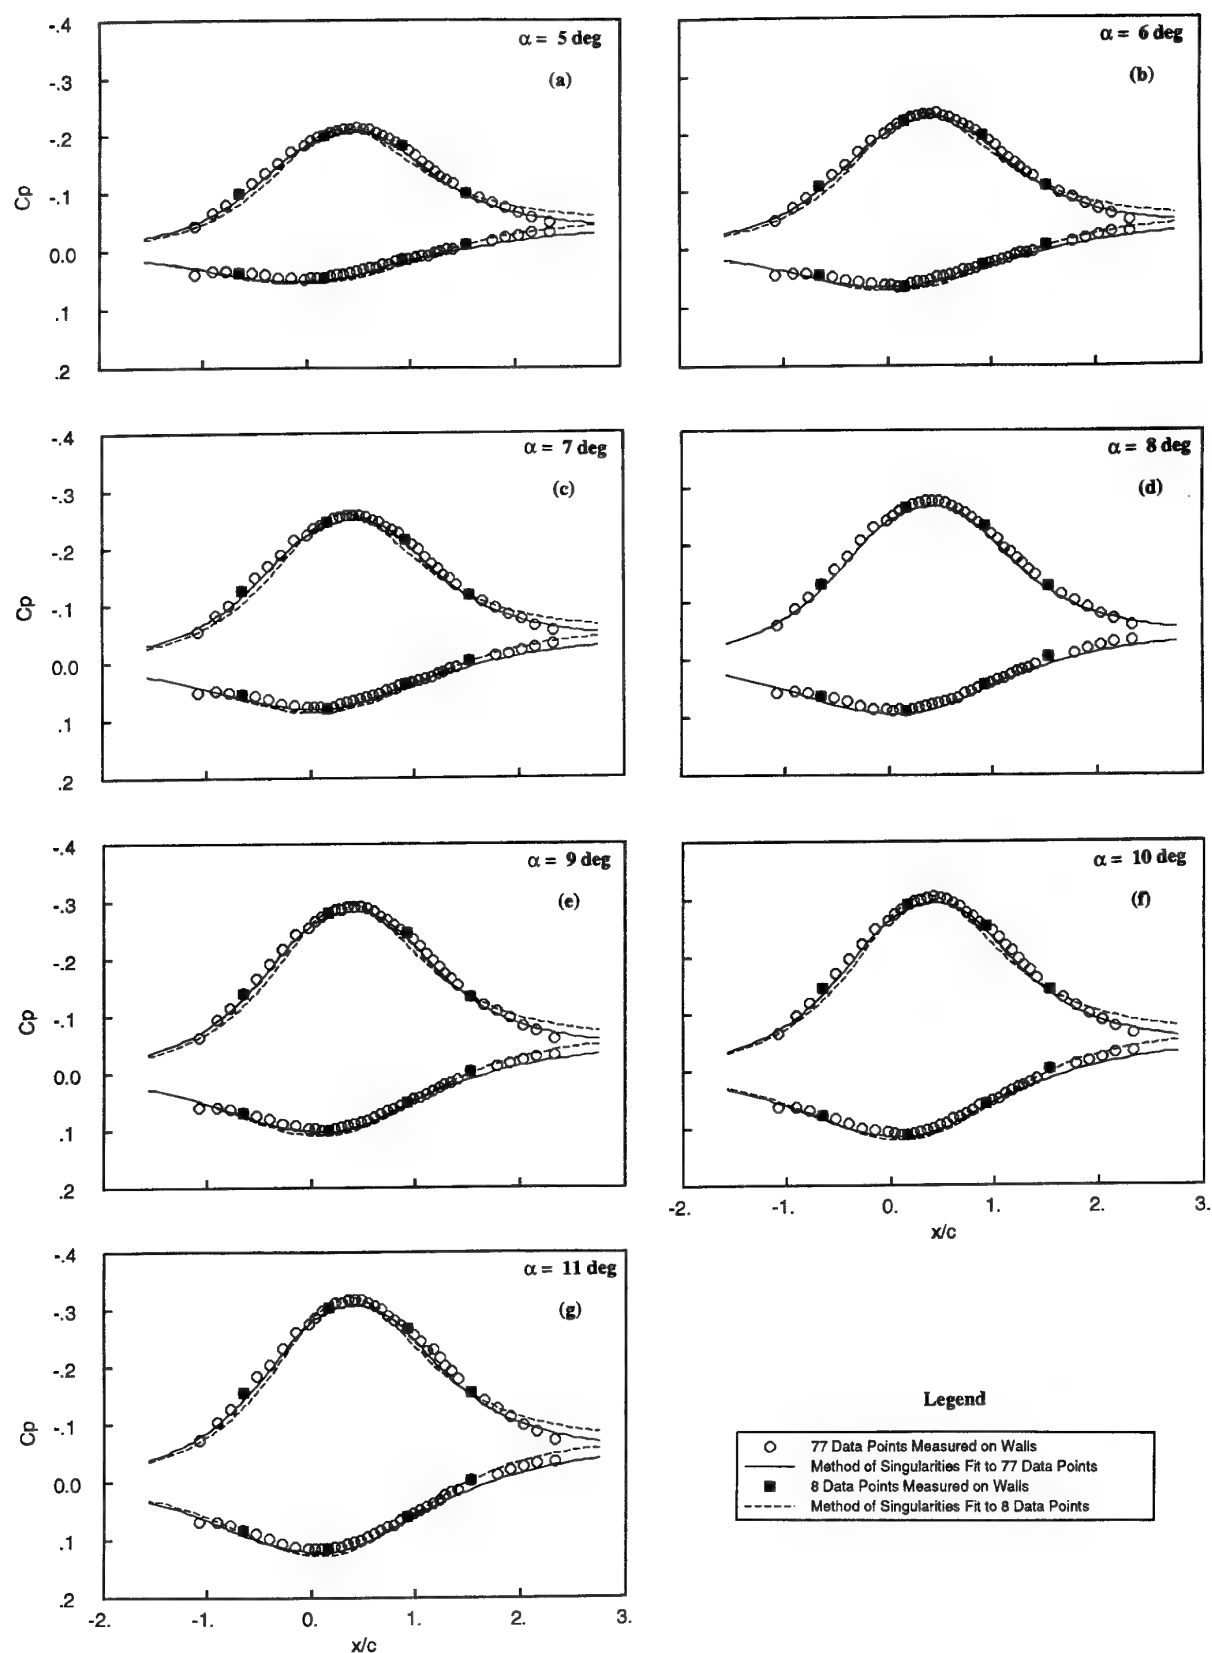 α = 5 deg
(a)
-.4
-.3
-.2
-.1
0.0
.1
.2
Cp
α = 6 deg
(b)
α = 7 deg
(c)
-.4
-.3
-.2
-.1
0.0
.1
.2
Cp
α = 8 deg
(d)
α = 9 deg
(e)
-.4
-.3
-.2
-.1
0.0
.1
.2
Cp
α = 10 deg
(f)
-2.
-1.
0.
1.
2.
3.
x/c
α = 11 deg
(g)
-.4
-.3
-.2
-.1
0.0
.1
.2
Cp
-2.
-1.
0.
1.
2.
3.
x/c
Legend
77 Data Points Measured on Walls
Method of Singularities Fit to 77 Data Points
8 Data Points Measured on Walls
Method of Singularities Fit to 8 Data Points